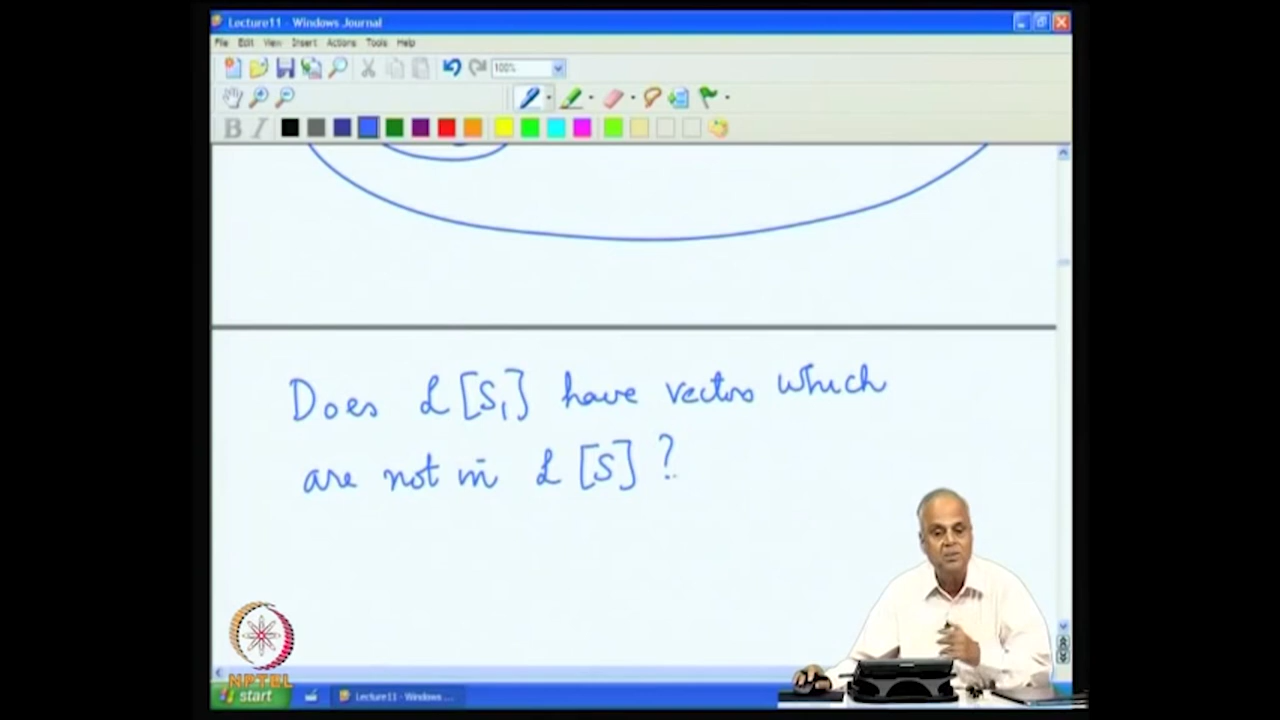 Lecture11 - Windows Journal
File Edit View Insert Actions Tools Help
100%
B I
Does L [S₁] have vectors which
are not in L [S] ?
NPTEL
start Lecture11 - Windows ...